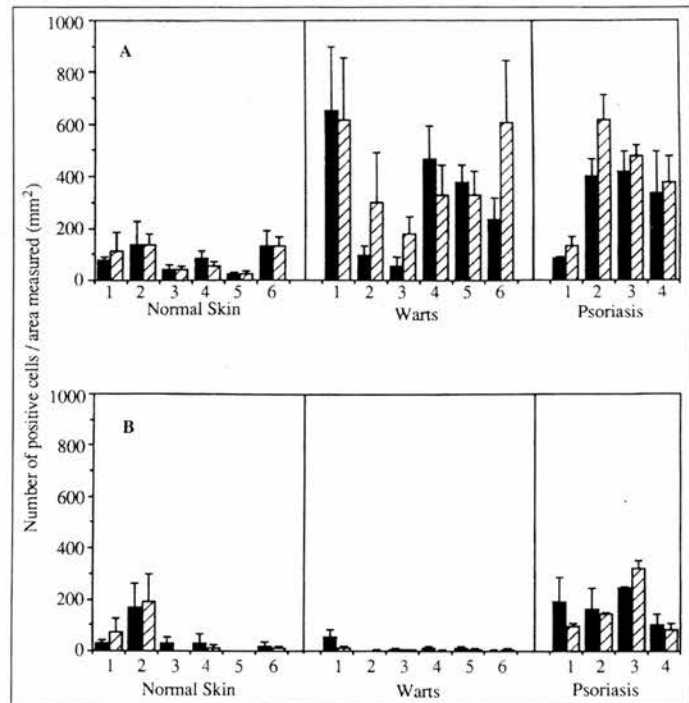 Number of positive cells / area measured (mm²)
A
1000
800
600
400
200
0
1 2 3 4 5 6
Normal Skin
1 2 3 4 5 6
Warts
1 2 3 4
Psoriasis
B
1000
800
600
400
200
0
1 2 3 4 5 6
Normal Skin
1 2 3 4 5 6
Warts
1 2 3 4
Psoriasis